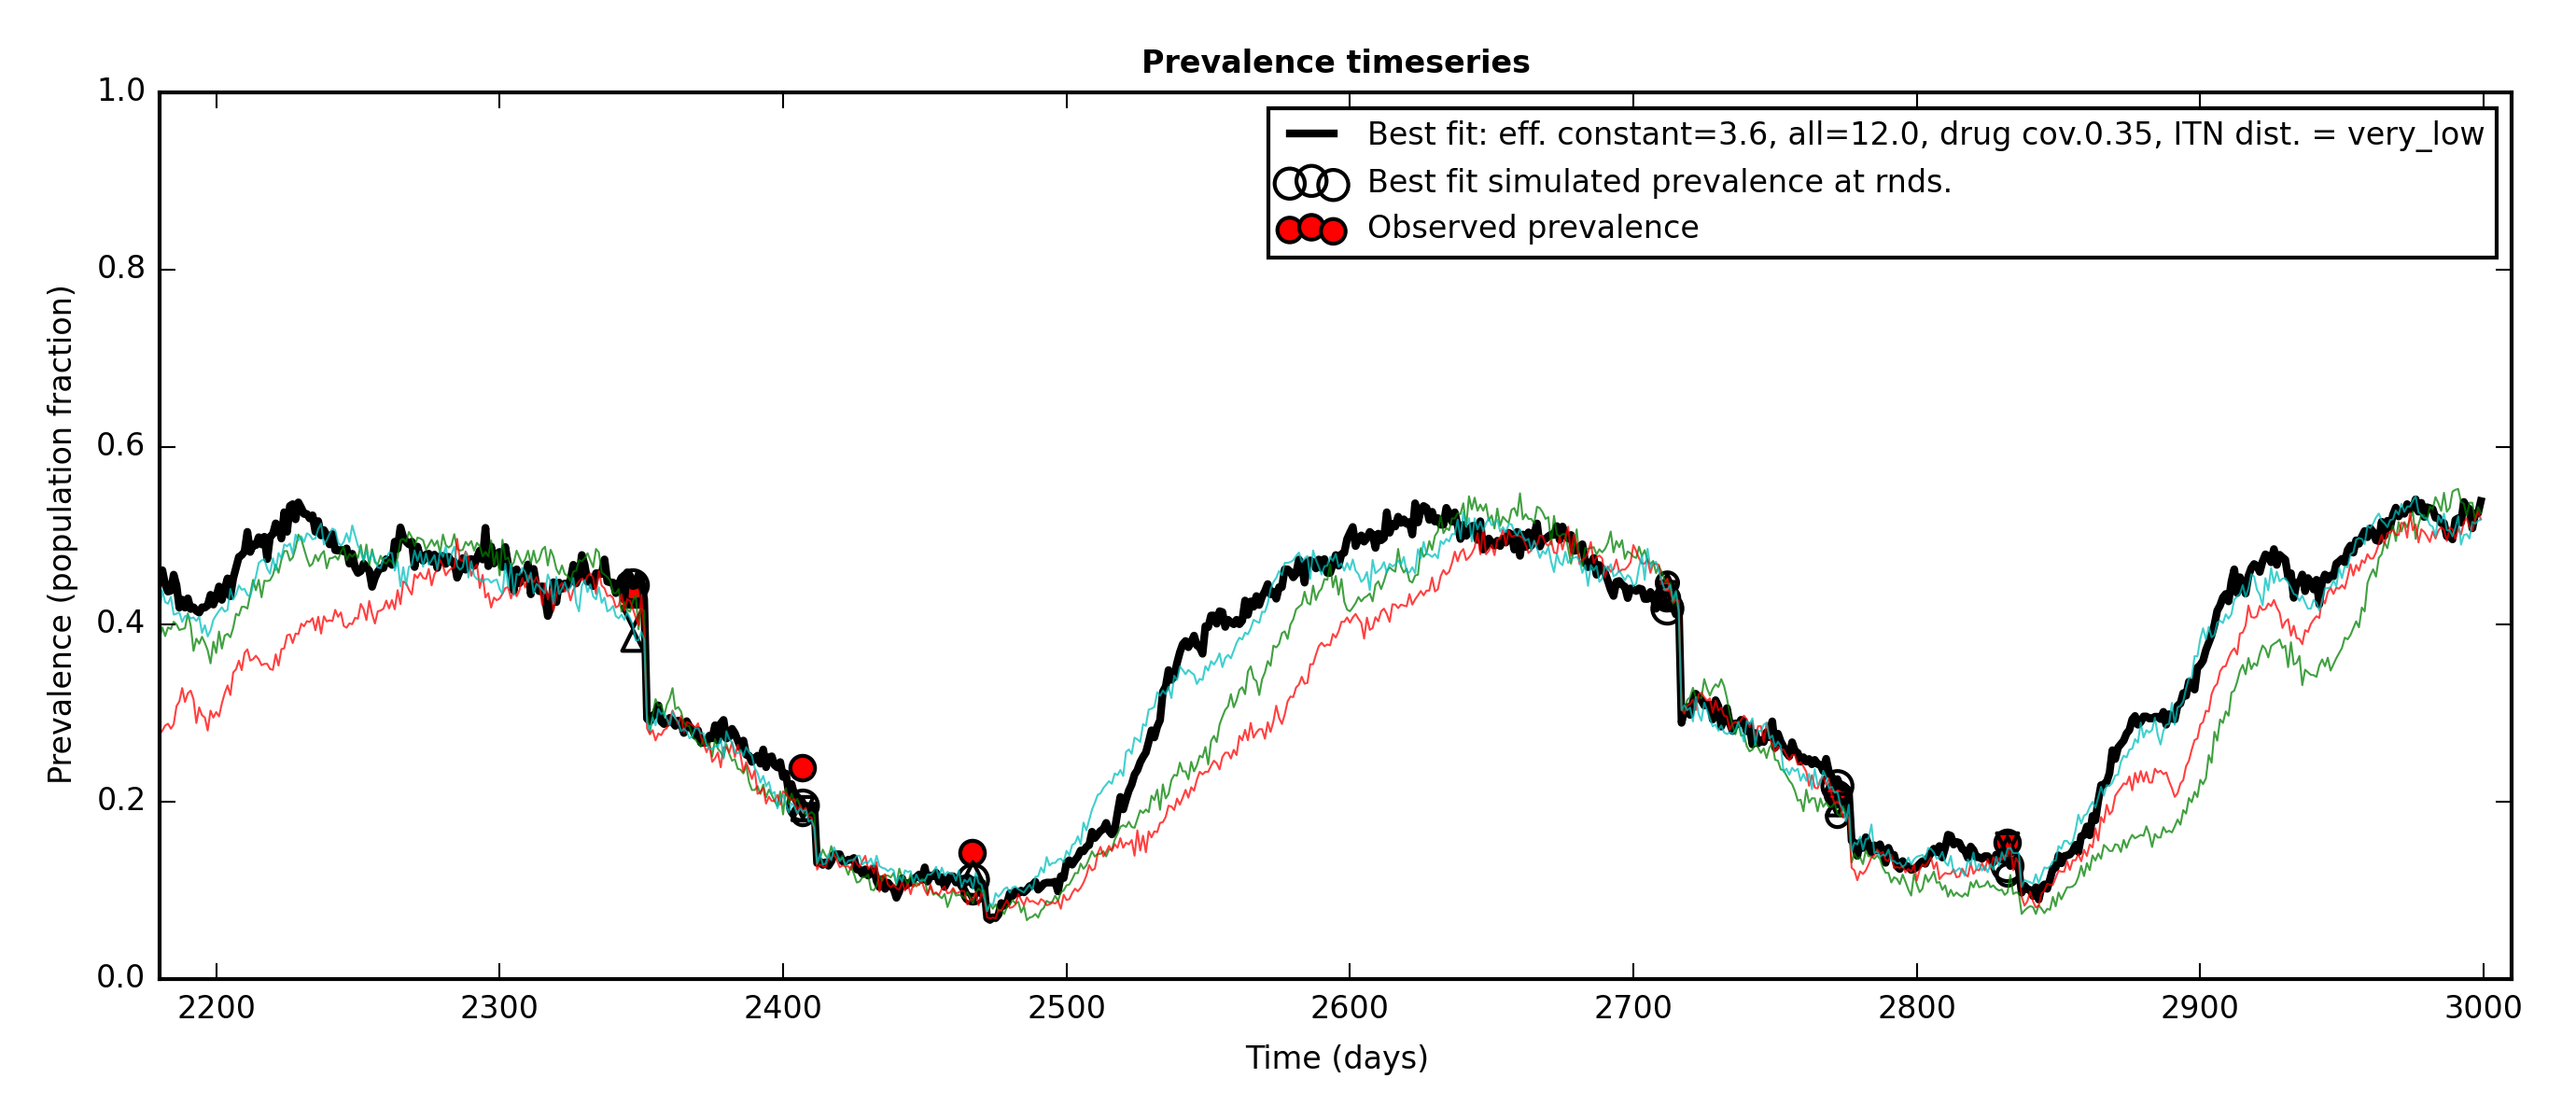 Prevalence timeseries
1.0
0.8
0.6
0.4
0.2
0.0
Prevalence (population fraction)
Best fit: eff. constant=3.6, all=12.0, drug cov.0.35, ITN dist. = very_low
Best fit simulated prevalence at rnds.
Observed prevalence
2200 2300 2400 2500 2600 2700 2800 2900 3000
Time (days)